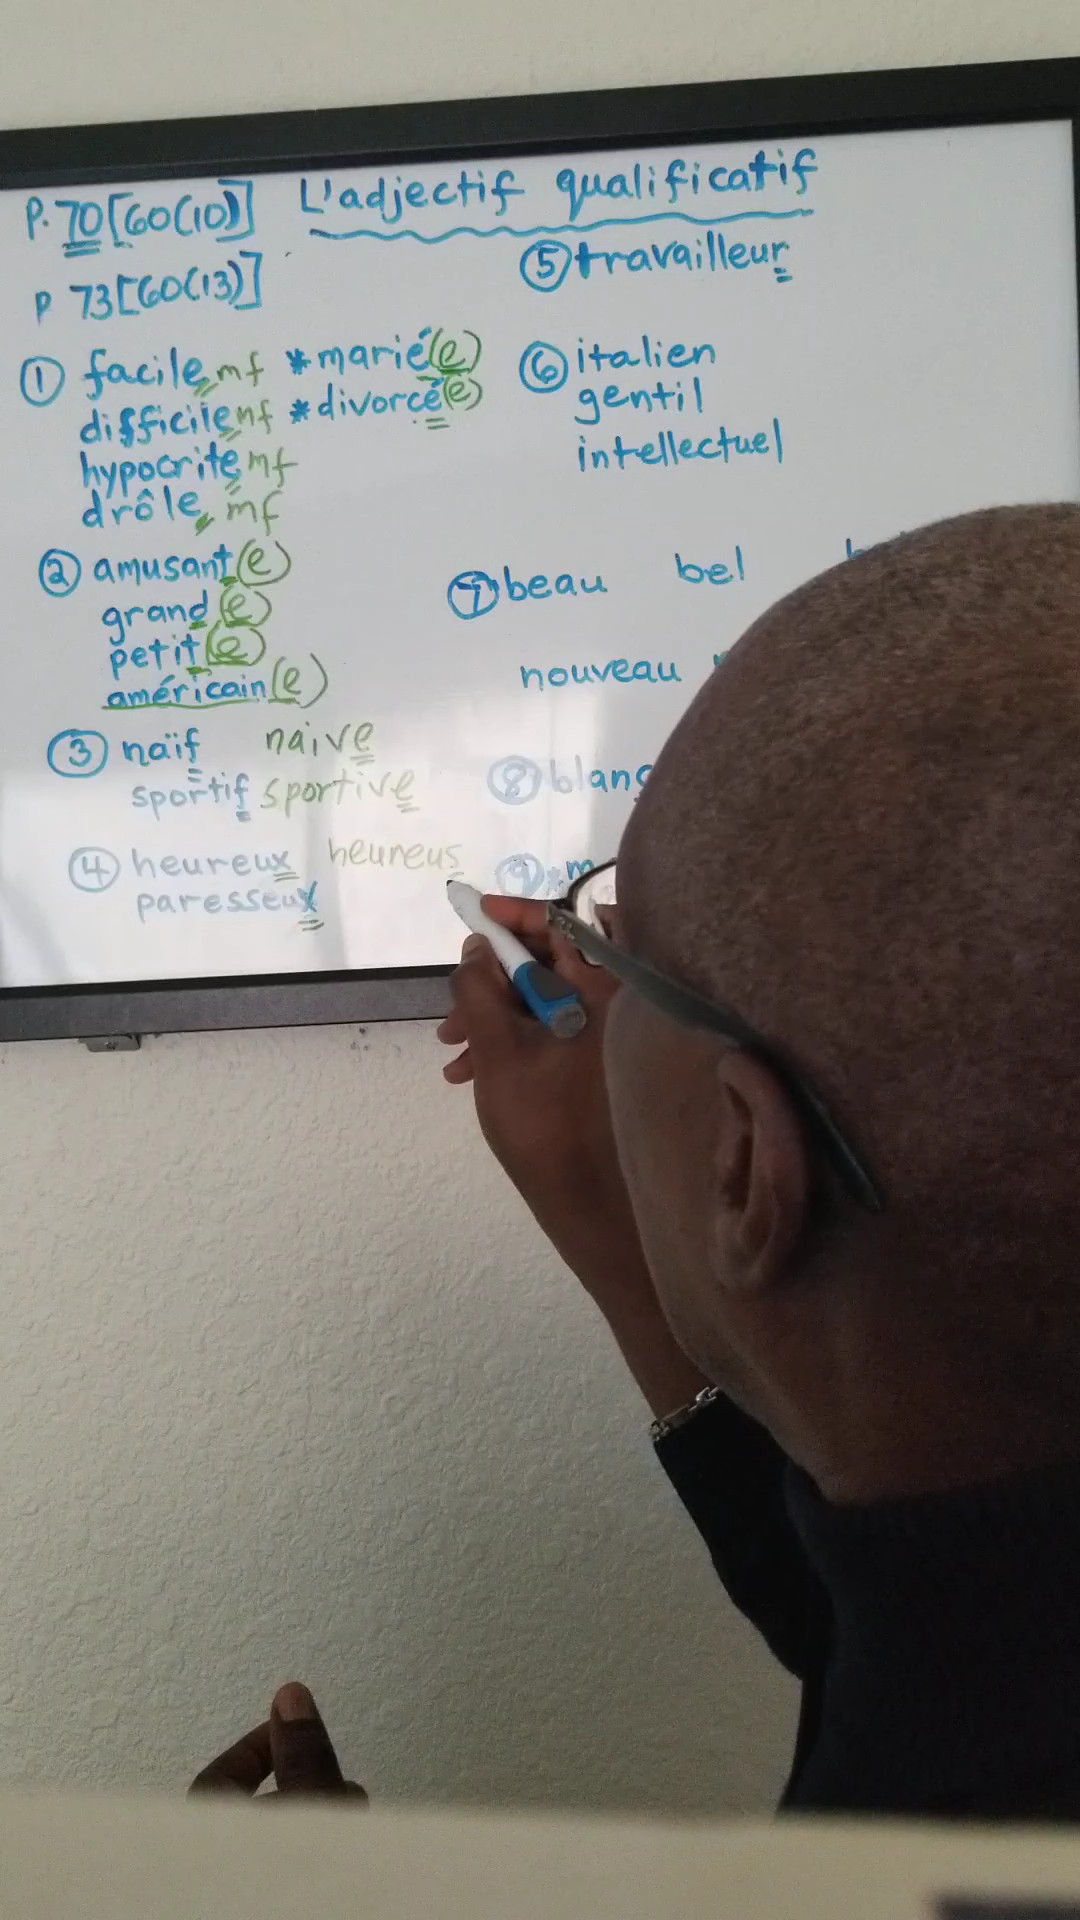 P. 70 [60(10)] L'adjectif qualificatif
P 73 [60(13)]
① facile mf *marié(e)
difficile mf *divorcé(e)
hypocrite mf
drôle mf
② amusant(e)
grand(e)
petit(e)
américain(e)
③ naïf naive
sportif sportive
④ heureux heureus
paresseux
⑤ travailleur
⑥ italien
gentil
intellectuel
⑦ beau bel
nouveau
⑧
⑨ *